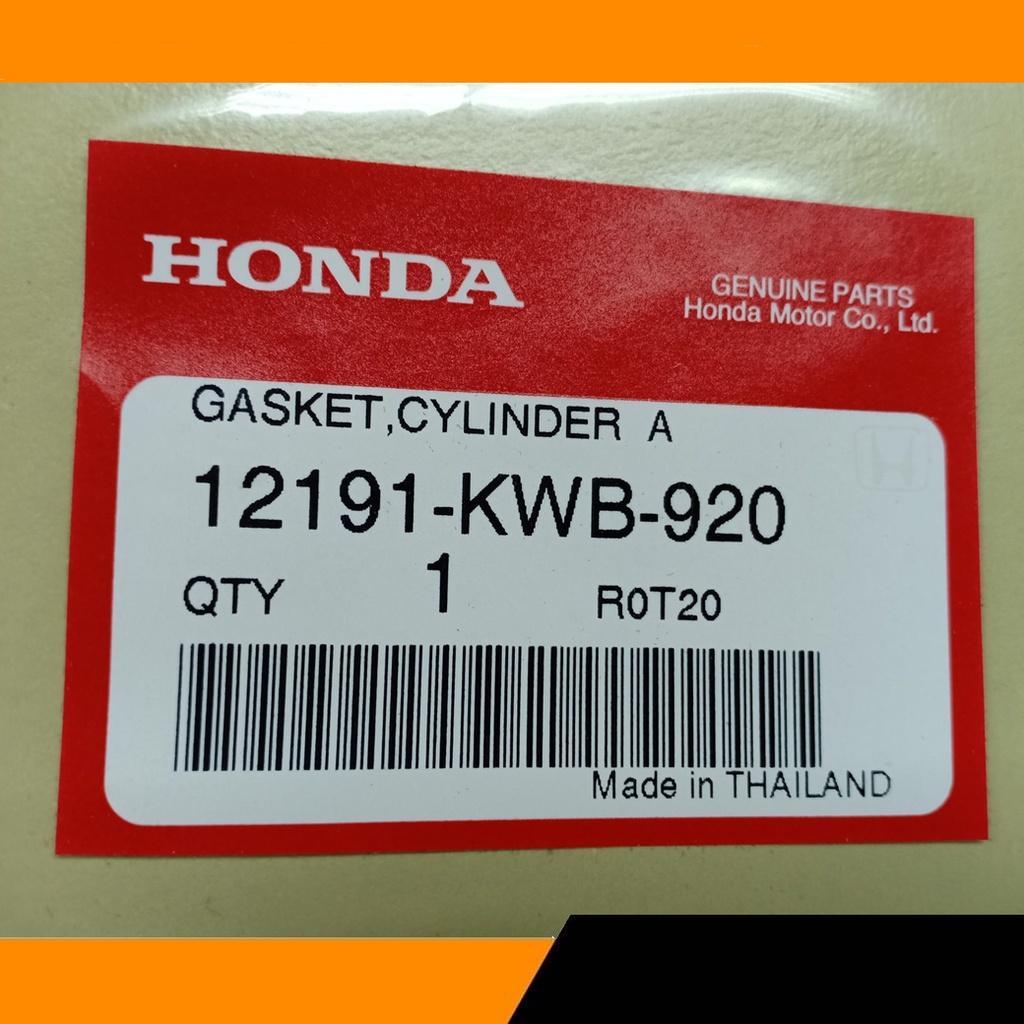 HONDA
GENUINE PARTS
Honda Motor Co., Ltd.
GASKET,CYLINDER A
12191-KWB-920
QTY 1 R0T20
Made in THAILAND